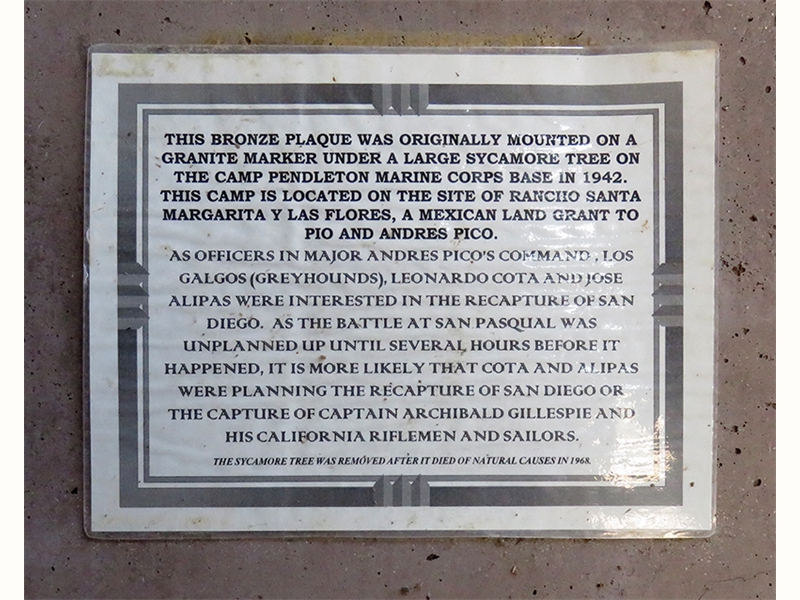 THIS BRONZE PLAQUE WAS ORIGINALLY MOUNTED ON A
GRANITE MARKER UNDER A LARGE SYCAMORE TREE ON
THE CAMP PENDLETON MARINE CORPS BASE IN 1942.
THIS CAMP IS LOCATED ON THE SITE OF RANCHO SANTA
MARGARITA Y LAS FLORES, A MEXICAN LAND GRANT TO
PIO AND ANDRES PICO.
AS OFFICERS IN MAJOR ANDRES PICO'S COMMAND, LOS
GALGOS (GREYHOUNDS), LEONARDO COTA AND JOSE
ALIPAS WERE INTERESTED IN THE RECAPTURE OF SAN
DIEGO. AS THE BATTLE AT SAN PASQUAL WAS
UNPLANNED UP UNTIL SEVERAL HOURS BEFORE IT
HAPPENED, IT IS MORE LIKELY THAT COTA AND ALIPAS
WERE PLANNING THE RECAPTURE OF SAN DIEGO OR
THE CAPTURE OF CAPTAIN ARCHIBALD GILLESPIE AND
HIS CALIFORNIA RIFLEMEN AND SAILORS.
THE SYCAMORE TREE WAS REMOVED AFTER IT DIED OF NATURAL CAUSES IN 1968.